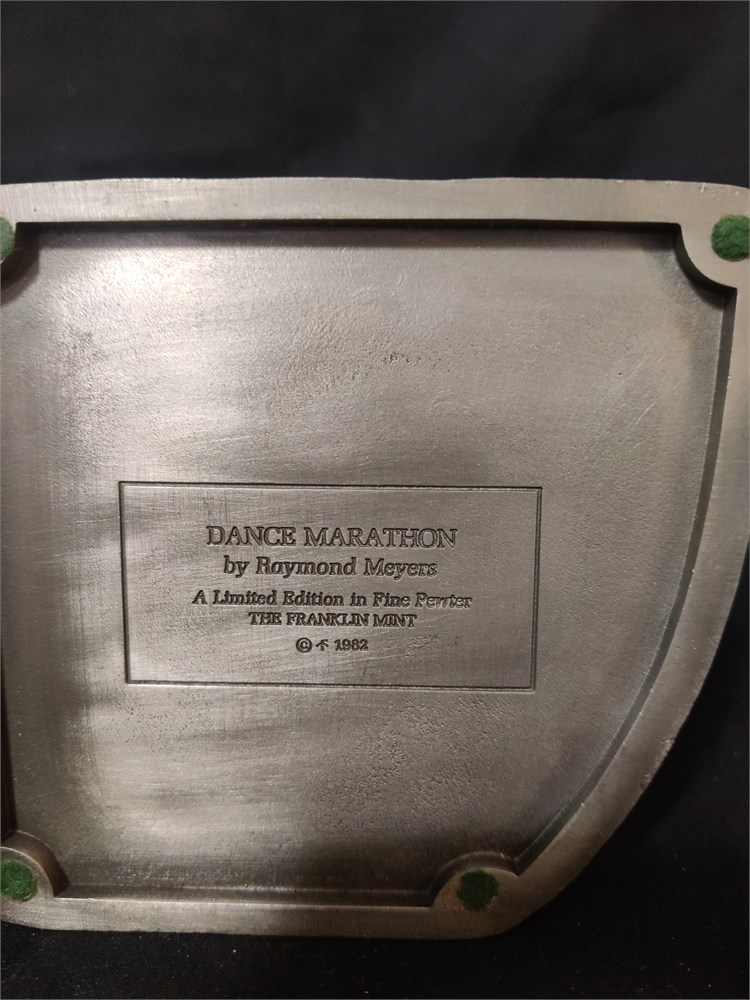 DANCE MARATHON
by Raymond Meyers
A Limited Edition in Fine Pewter
THE FRANKLIN MINT
© 1982